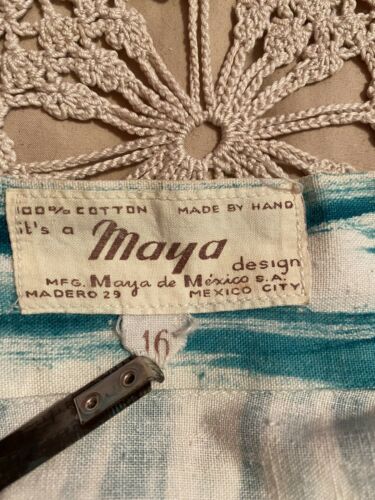 100% COTTON MADE BY HAND
it's a Maya design
MFG. Maya de México S.A.
MADERO 29 MEXICO CITY
16